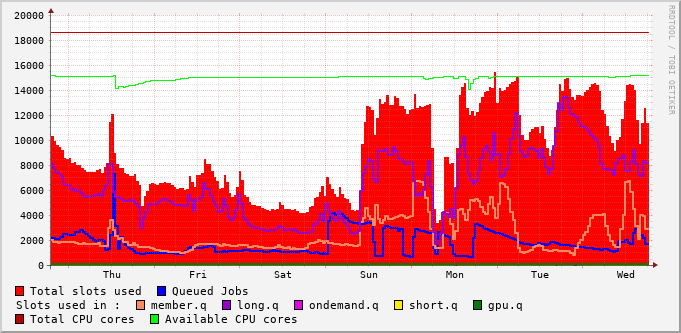 20000
18000
16000
14000
12000
10000
8000
6000
4000
2000
0
Thu Fri Sat Sun Mon Tue Wed
Total slots used Queued Jobs
Slots used in : member.q long.q ondemand.q short.q gpu.q
Total CPU cores Available CPU cores
RRDTOOL / TOBI OETIKER